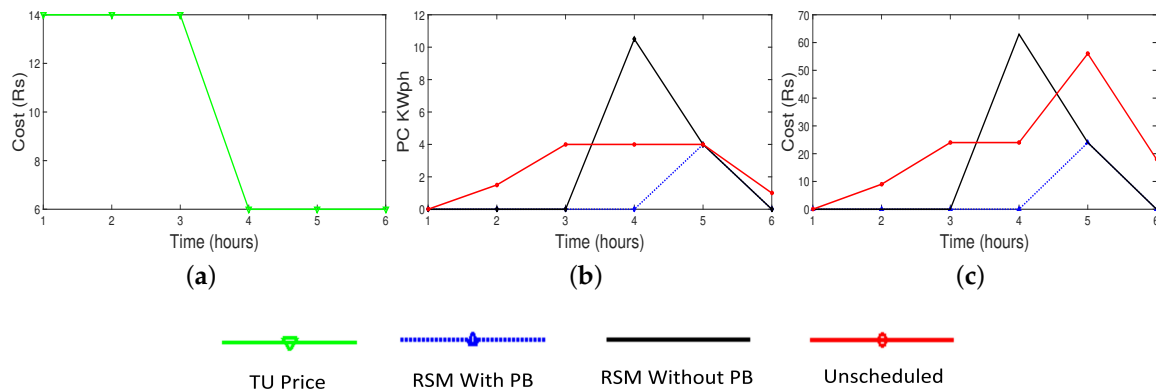 14
12
10
8
6
Cost (Rs)
1 2 3 4 5 6
Time (hours)
(a)
12
10
8
6
4
2
0
PC KWph
1 2 3 4 5 6
Time (hours)
(b)
70
60
50
40
30
20
10
0
Cost (Rs)
1 2 3 4 5 6
Time (hours)
(c)
TU Price
RSM With PB
RSM Without PB
Unscheduled